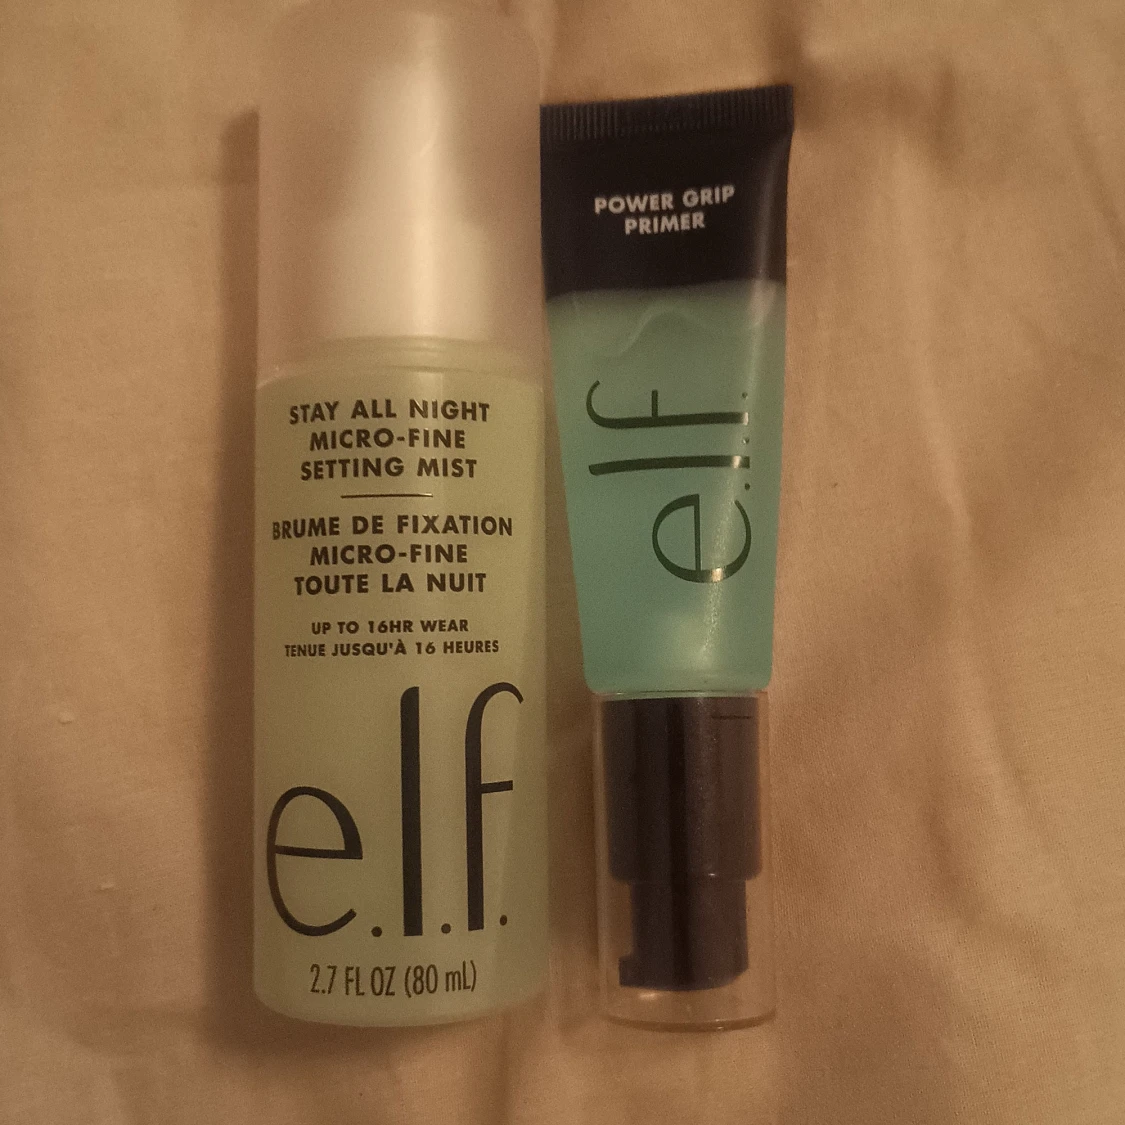 STAY ALL NIGHT
MICRO-FINE
SETTING MIST
BRUME DE FIXATION
MICRO-FINE
TOUTE LA NUIT
UP TO 16HR WEAR
TENUE JUSQU'À 16 HEURES
e.l.f.
2.7 FL OZ (80 mL)
POWER GRIP
PRIMER
e.l.f.